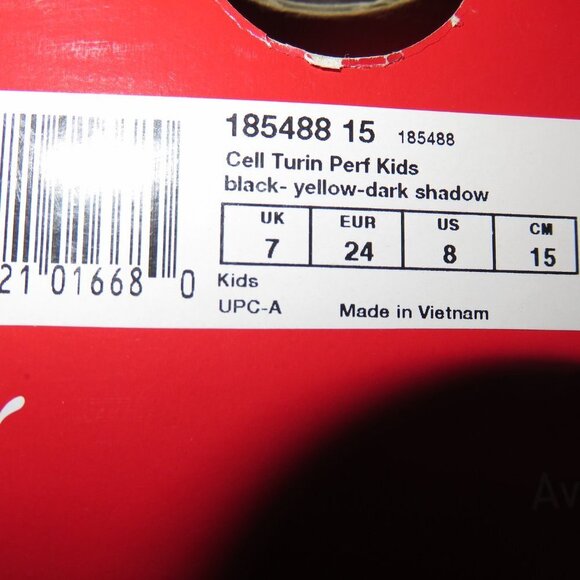 185488 15 185488
Cell Turin Perf Kids
black- yellow-dark shadow
UK EUR US CM
7 24 8 15
Kids
UPC-A Made in Vietnam
21 01668 0
Av